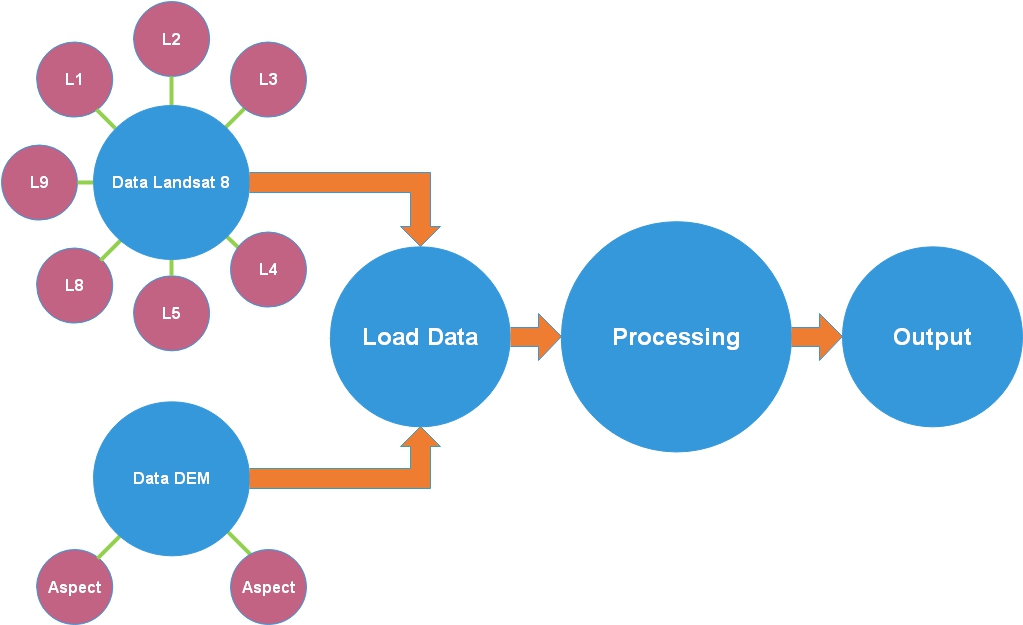 L2
L1
L3
L9
Data Landsat 8
L8
L4
L5
Load Data
Processing
Output
Data DEM
Aspect
Aspect